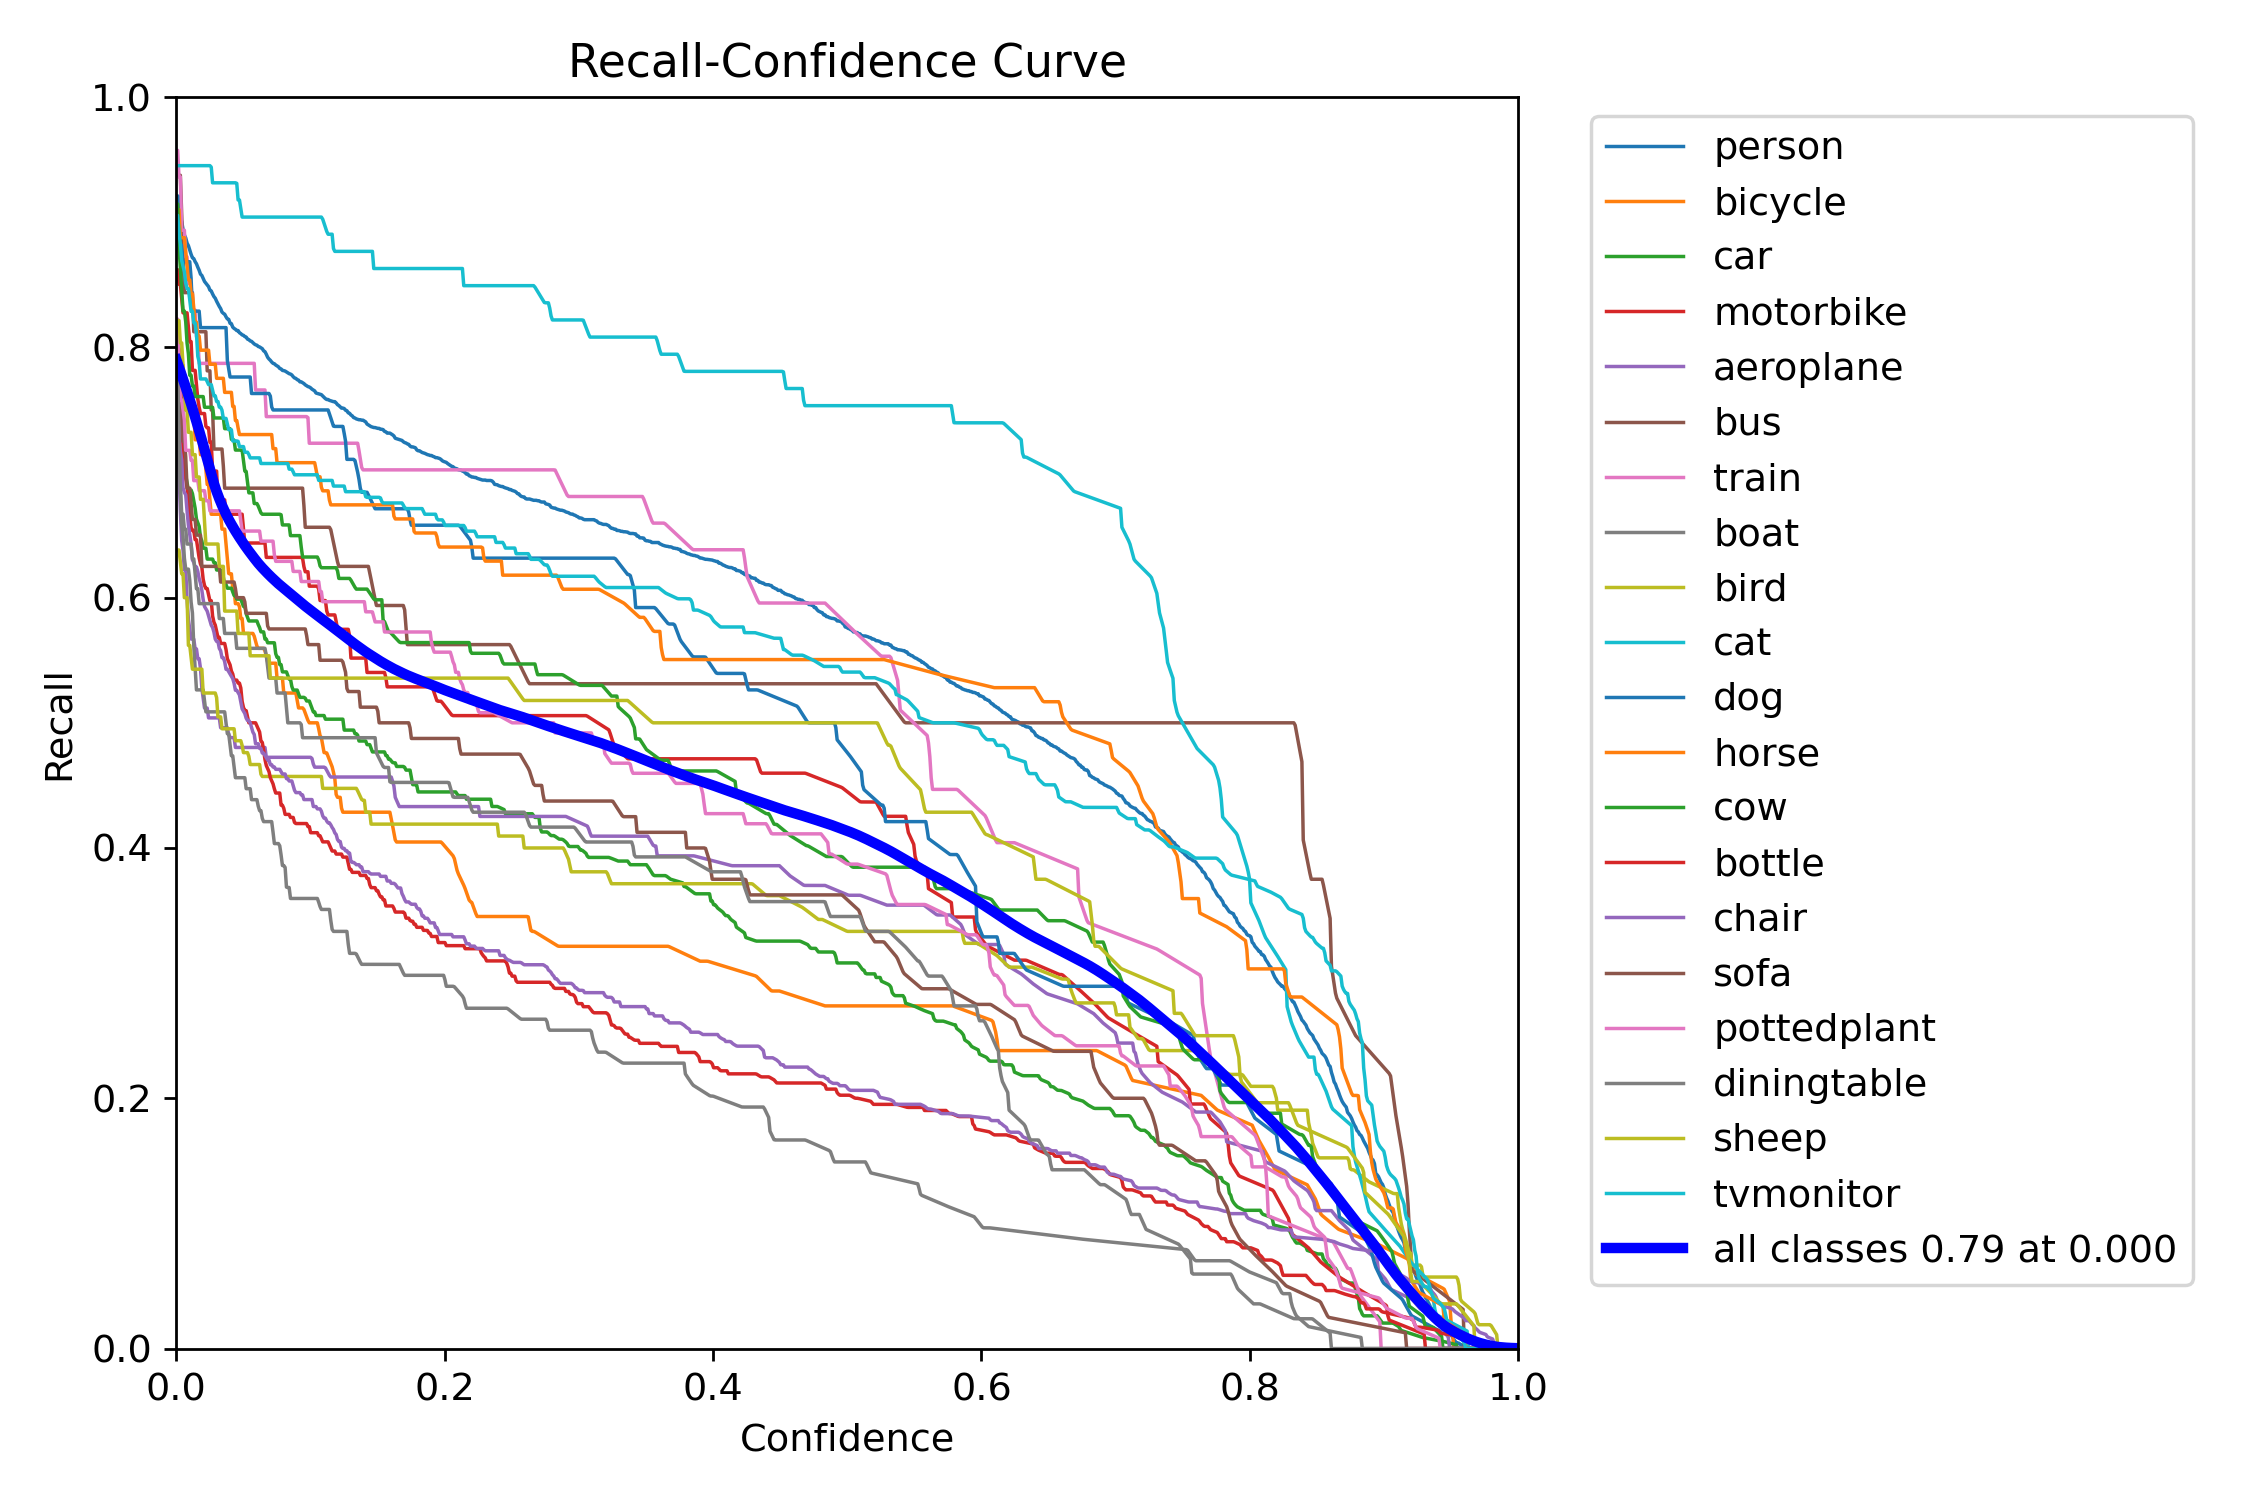 Recall-Confidence Curve
1.0
0.8
0.6
0.4
0.2
0.0
Recall
0.0 0.2 0.4 0.6 0.8 1.0
Confidence
person
bicycle
car
motorbike
aeroplane
bus
train
boat
bird
cat
dog
horse
cow
bottle
chair
sofa
pottedplant
diningtable
sheep
tvmonitor
all classes 0.79 at 0.000